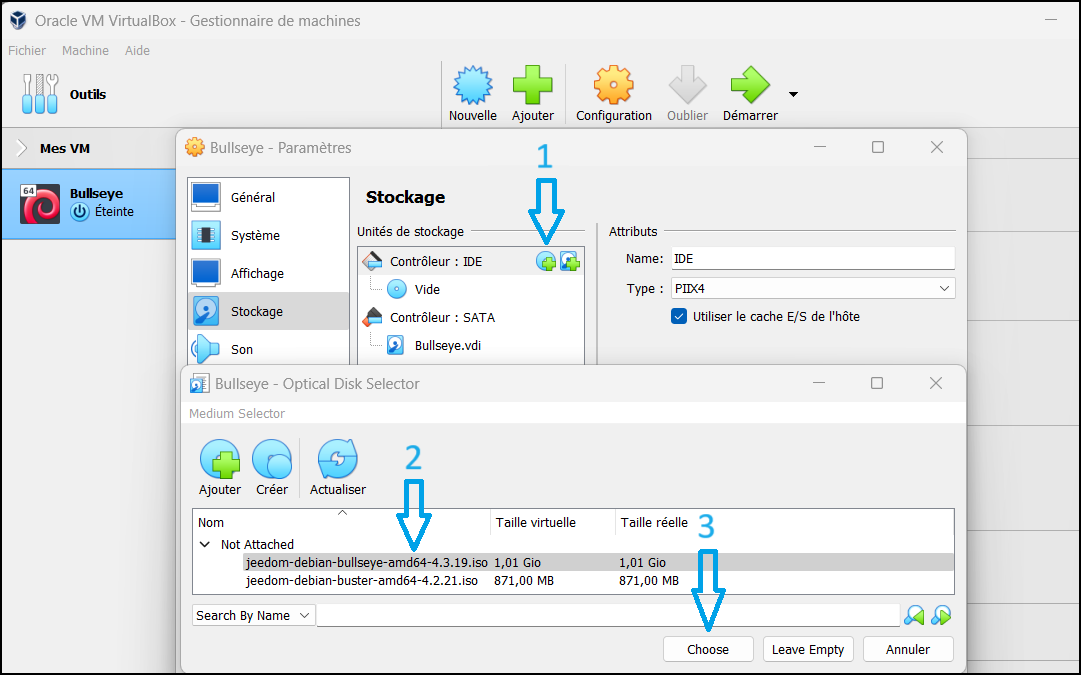 Oracle VM VirtualBox - Gestionnaire de machines
Fichier Machine Aide
Outils
Nouvelle Ajouter Configuration Oublier Démarrer
Mes VM
64
Bullseye
Éteinte
Bullseye - Paramètres
1
Général
Système
Affichage
Stockage
Son
Stockage
Unités de stockage
Contrôleur : IDE
Vide
Contrôleur : SATA
Bullseye.vdi
Attributs
Name: IDE
Type : PIIX4
Utiliser le cache E/S de l'hôte
Bullseye - Optical Disk Selector
Medium Selector
Ajouter Créer Actualiser
2
3
Nom Taille virtuelle Taille réelle
Not Attached
jeedom-debian-bullseye-amd64-4.3.19.iso 1,01 Gio 1,01 Gio
jeedom-debian-buster-amd64-4.2.21.iso 871,00 MB 871,00 MB
Search By Name
Choose Leave Empty Annuler